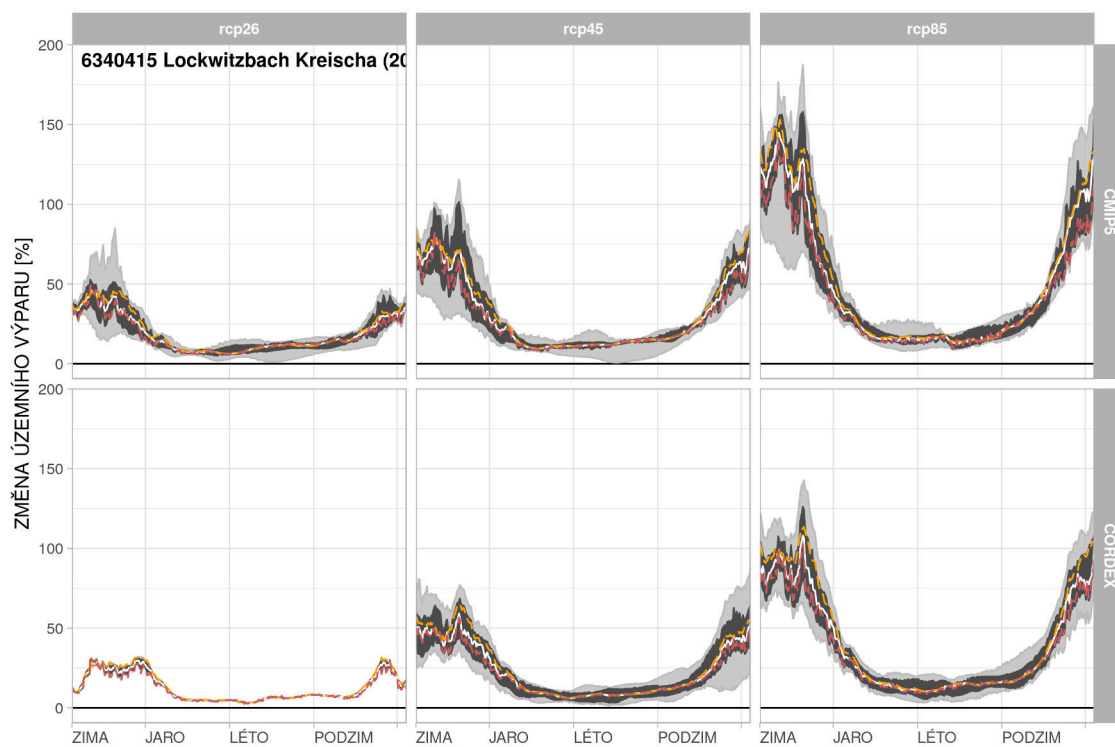 rcp26 rcp45 rcp85
6340415 Lockwitzbach Kreischa (20
200
150
100
50
0
CMIP5
ZMĚNA ÚZEMNÍHO VÝPARU [%]
200
150
100
50
0
CORDEX
ZIMA JARO LÉTO PODZIM ZIMA JARO LÉTO PODZIM ZIMA JARO LÉTO PODZIM